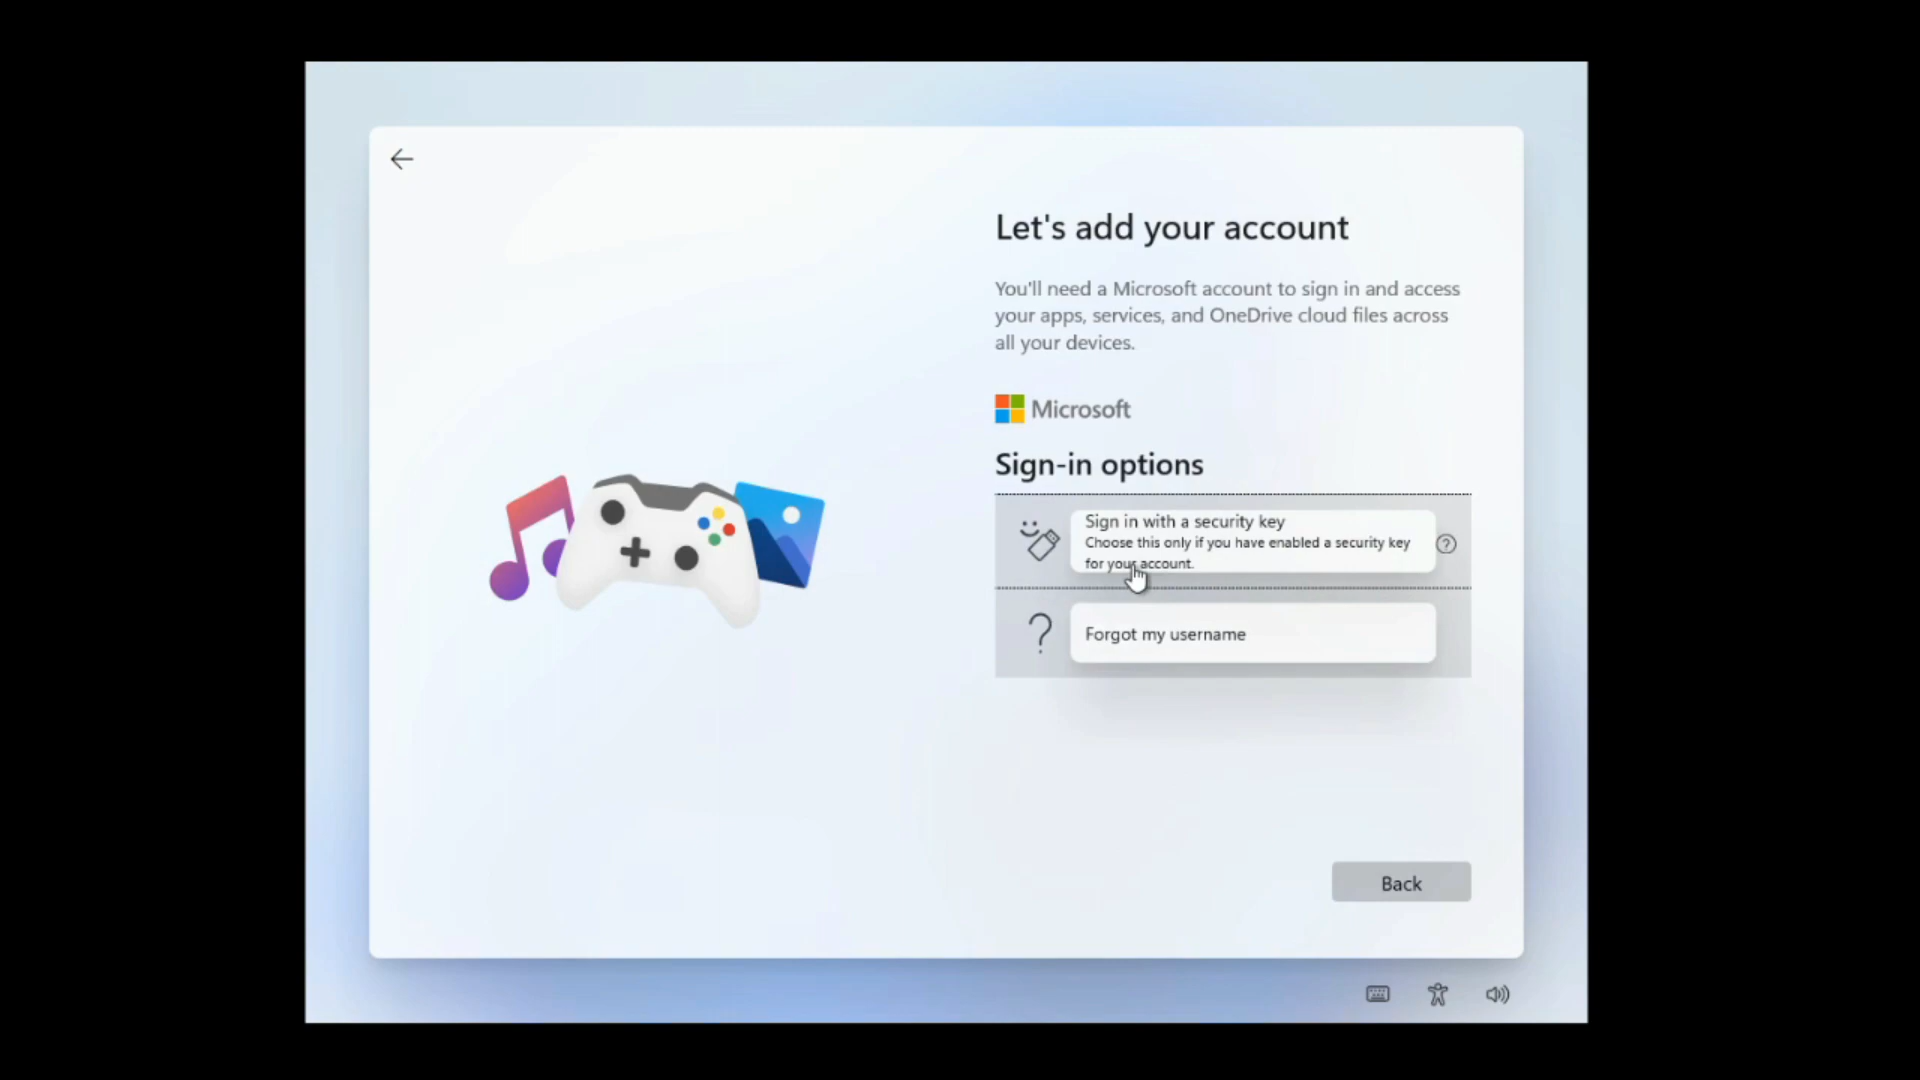 Let's add your account
You'll need a Microsoft account to sign in and access
your apps, services, and OneDrive cloud files across
all your devices.
Microsoft
Sign-in options
Sign in with a security key
Choose this only if you have enabled a security key
for your account.
Forgot my username
Back